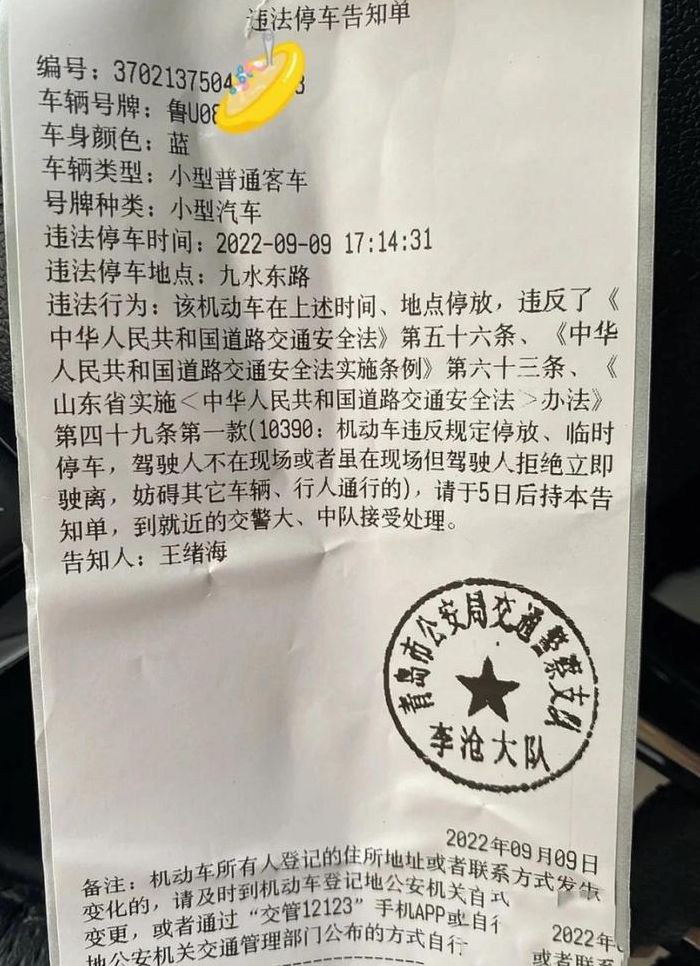 违法停车告知单
编号：3702137504
车辆号牌：鲁U08
车身颜色：蓝
车辆类型：小型普通客车
号牌种类：小型汽车
违法停车时间：2022-09-09 17:14:31
违法停车地点：九水东路
违法行为：该机动车在上述时间、地点停放，违反了《
中华人民共和国道路交通安全法》第五十六条、《中华
人民共和国道路交通安全法实施条例》第六十三条、《
山东省实施＜中华人民共和国道路交通安全法＞办法》
第四十九条第一款(10390：机动车违反规定停放、临时
停车，驾驶人不在现场或者虽在现场但驾驶人拒绝立即
驶离，妨碍其它车辆、行人通行的)，请于5日后持本告
知单，到就近的交警大、中队接受处理。
告知人：王绪海
青岛市公安局交通警察支队
李沧大队
2022年09月09日
备注：机动车所有人登记的住所地址或者联系方式发生
变化的，请及时到机动车登记地公安机关自
变更，或者通过“交管12123”手机APP或自行
地公安机关交通管理部门公布的方式自行
2022年
或者联